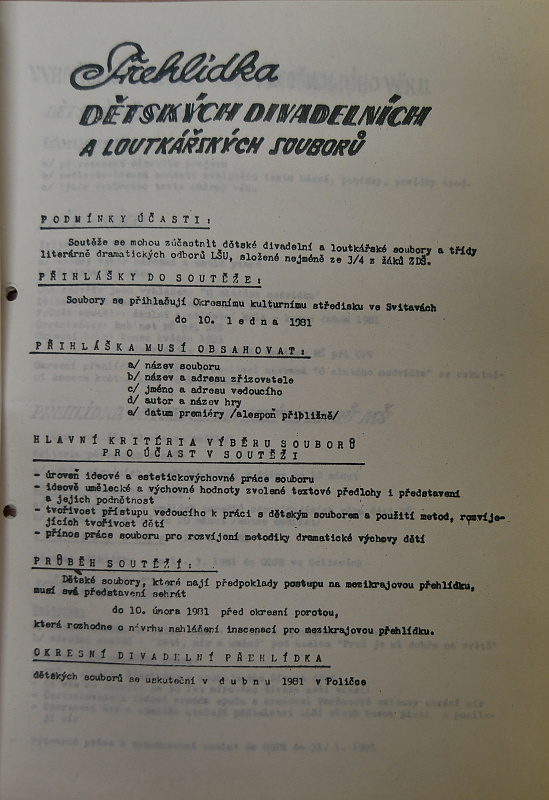 Přehlídka
DĚTSKÝCH DIVADELNÍCH
A LOUTKÁŘSKÝCH SOUBORŮ
PODMÍNKY ÚČASTI:
Soutěže se mohou zúčastnit dětské divadelní a loutkářské soubory a třídy
literárně dramatických odborů LŠU, složené nejméně ze 3/4 z žáků ZDŠ.
PŘIHLÁŠKY DO SOUTĚŽE:
Soubory se přihlašují Okresnímu kulturnímu středisku ve Svitavách
do 10. ledna 1981
PŘIHLÁŠKA MUSÍ OBSAHOVAT:
a/ název souboru
b/ název a adresu zřizovatele
c/ jméno a adresu vedoucího
d/ autor a název hry
e/ datum premiéry /alespoň přibližně/
HLAVNÍ KRITÉRIA VÝBĚRU SOUBORŮ
PRO ÚČAST V SOUTĚŽI
- úroveň ideové a estetickovýchovné práce souboru
- ideově umělecké a výchovné hodnoty zvolené textové předlohy i představení
a jejich podnětnost
- tvořivost přístupu vedoucího k práci s dětským souborem a použití metod, rozvíje-
jících tvořivost dětí
- přínos práce souboru pro rozvíjení metodiky dramatické výchovy dětí
PRŮBĚH SOUTĚŽÍ:
Dětské soubory, které mají předpoklady postupu na mezikrajovou přehlídku,
musí svá představení sehrát
do 10. února 1981 před okresní porotou,
která rozhodne o návrhu nahlášení inscenací pro mezikrajovou přehlídku.
OKRESNÍ DIVADELNÍ PŘEHLÍDKA
dětských souborů se uskuteční v dubnu 1981 v Poličce